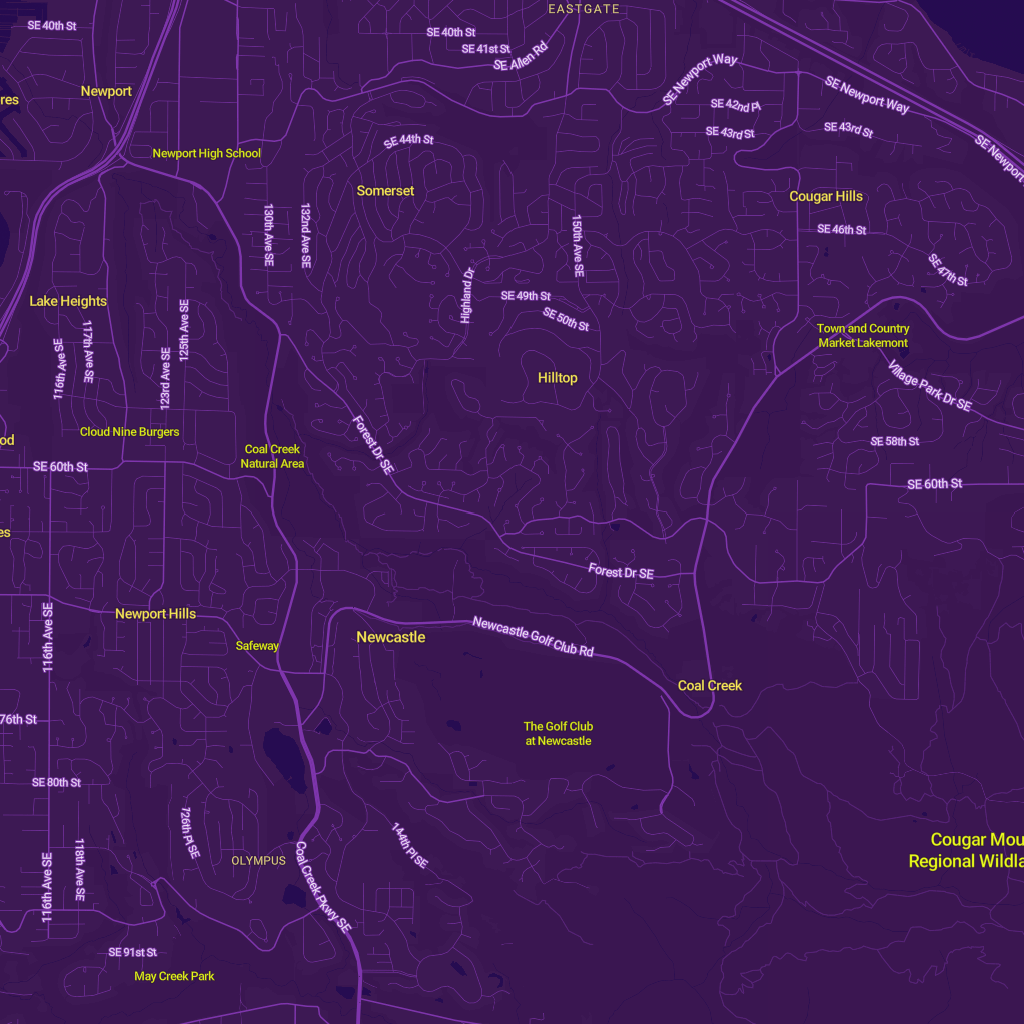 EASTGATE
SE 40th St
SE 40th St
SE 41st St
SE Allen Rd
SE Newport Way
Newport
res
SE Newport Way
SE 42nd Pl
SE 43rd St
SE 43rd St
SE 44th St
SE Newport
Newport High School
Somerset
Cougar Hills
130th Ave SE
132nd Ave SE
150th Ave SE
SE 46th St
SE 47th St
Highland Dr
SE 49th St
SE 50th St
Lake Heights
116th Ave SE
117th Ave SE
125th Ave SE
123rd Ave SE
Town and Country
Market Lakemont
Hilltop
Village Park Dr SE
Cloud Nine Burgers
od
Forest Dr SE
SE 58th St
Coal Creek
Natural Area
SE 60th St
SE 60th St
es
Forest Dr SE
Newport Hills
116th Ave SE
Newcastle
Newcastle Golf Club Rd
Safeway
Coal Creek
76th St
The Golf Club
at Newcastle
SE 80th St
126th Pl SE
144th Pl SE
Cougar Mou
Regional Wildla
OLYMPUS
116th Ave SE
118th Ave SE
Coal Creek Pkwy SE
SE 91st St
May Creek Park